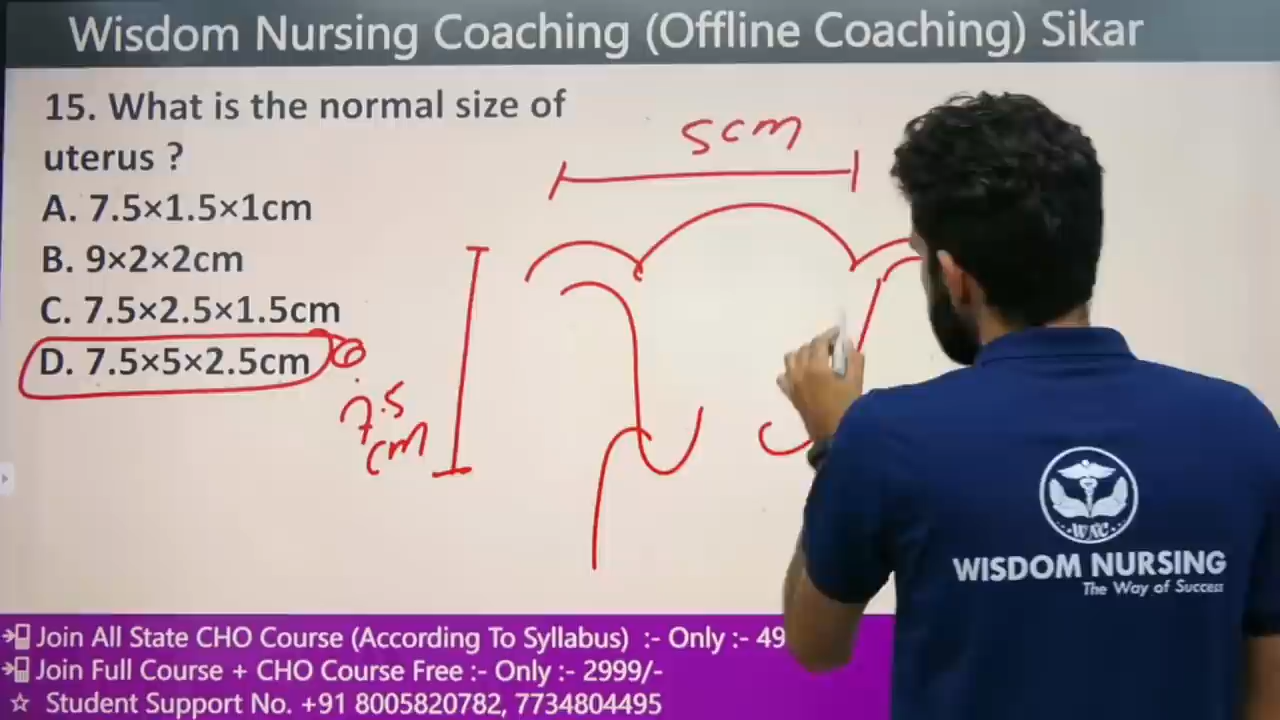 Wisdom Nursing Coaching (Offline Coaching) Sikar
15. What is the normal size of
uterus ?
A. 7.5×1.5×1cm
B. 9×2×2cm
C. 7.5×2.5×1.5cm
D. 7.5×5×2.5cm
5cm
7.5
cm
WNC
WISDOM NURSING
The Way of Success
Join All State CHO Course (According To Syllabus) :- Only :- 49
Join Full Course + CHO Course Free :- Only :- 2999/-
☆ Student Support No. +91 8005820782, 7734804495